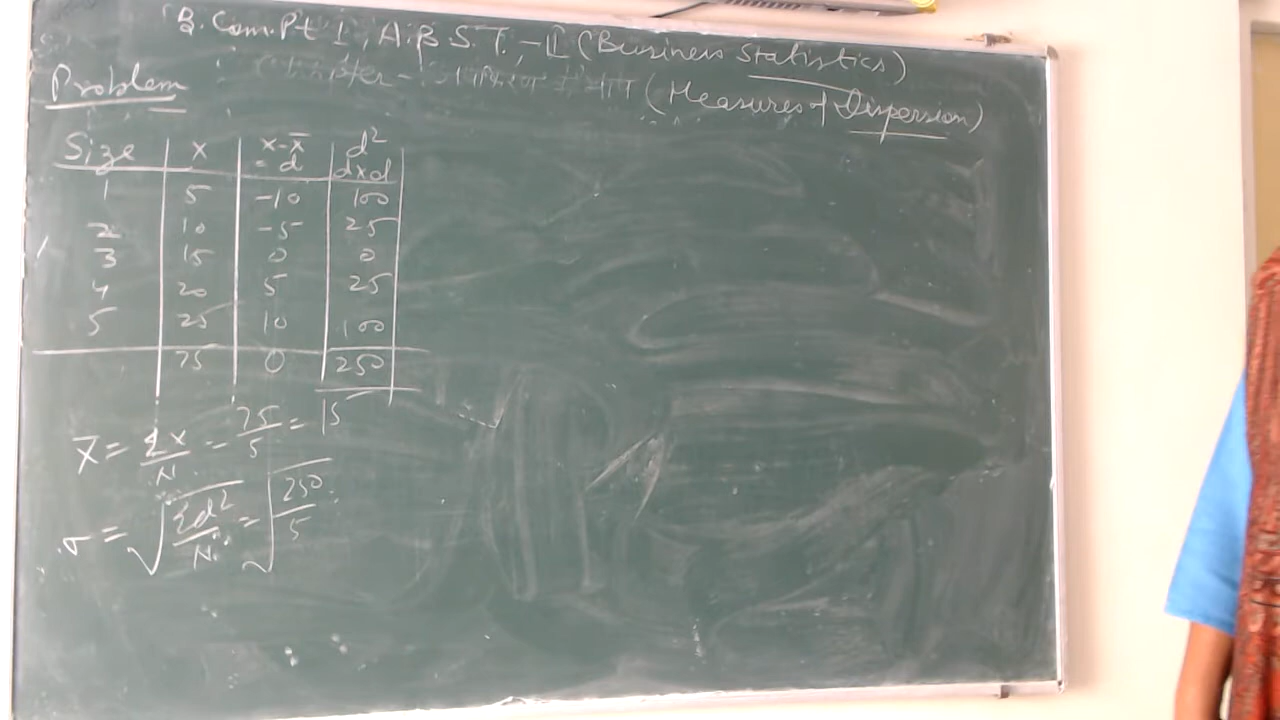 B.Com.Pt I, A.B.S.T.-II (Business Statistics)
(Measures of Dispersion)
Problem
Size x x-x̄ = d d² dxd
1 5 -10 100
2 10 -5 25
3 15 0 0
4 20 5 25
5 25 10 100
75 0 250
x̄ = Σx/N = 75/5 = 15
σ = √Σd²/N = √250/5